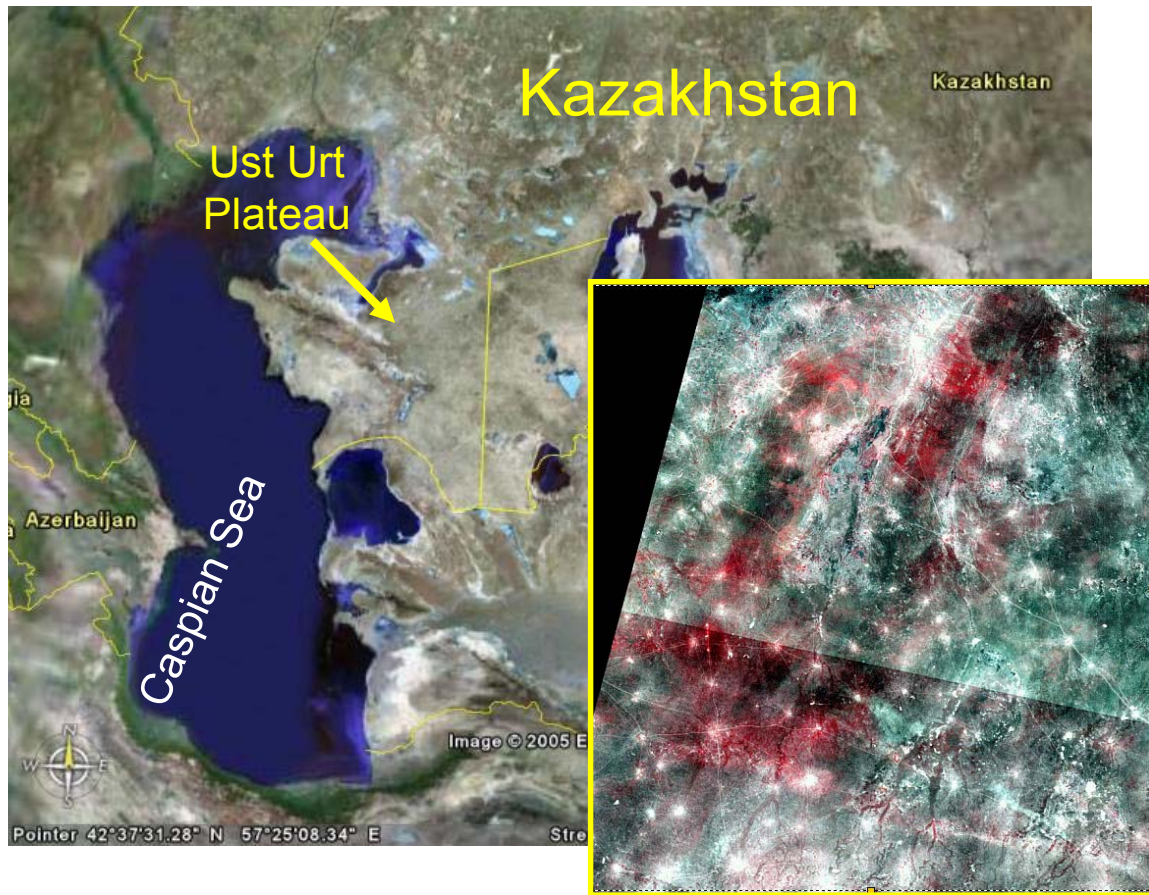 Kazakhstan
Kazakhstan
Ust Urt
Plateau
gia
Azerbaijan
Caspian Sea
N
W E
S
Image © 2005 E
Pointer 42°37'31.28" N 57°25'08.34" E
Stre